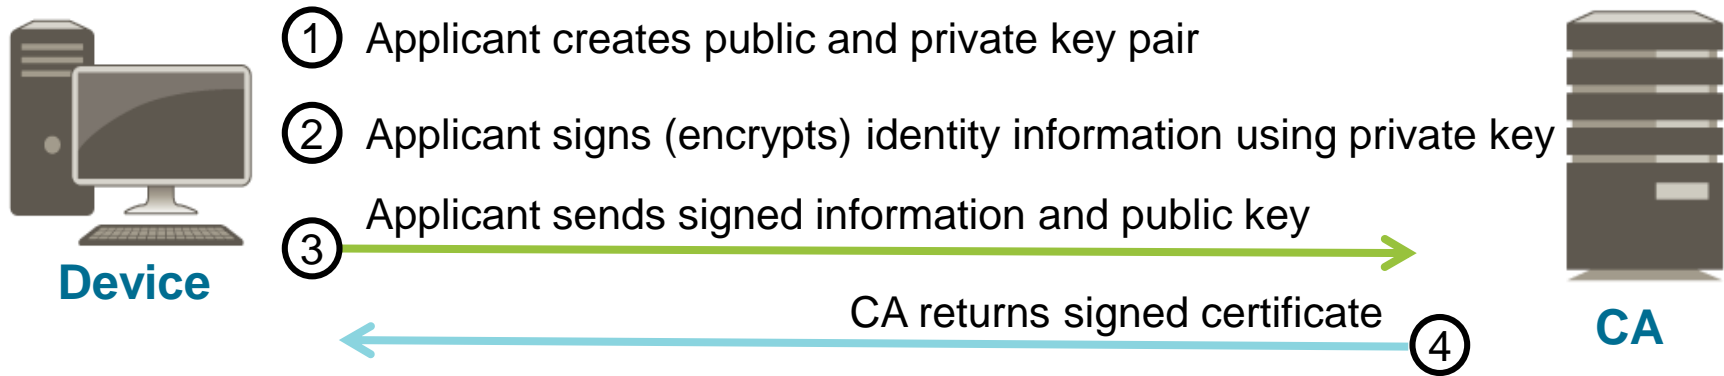 1 Applicant creates public and private key pair
2 Applicant signs (encrypts) identity information using private key
Applicant sends signed information and public key
3
Device
CA returns signed certificate
4
CA